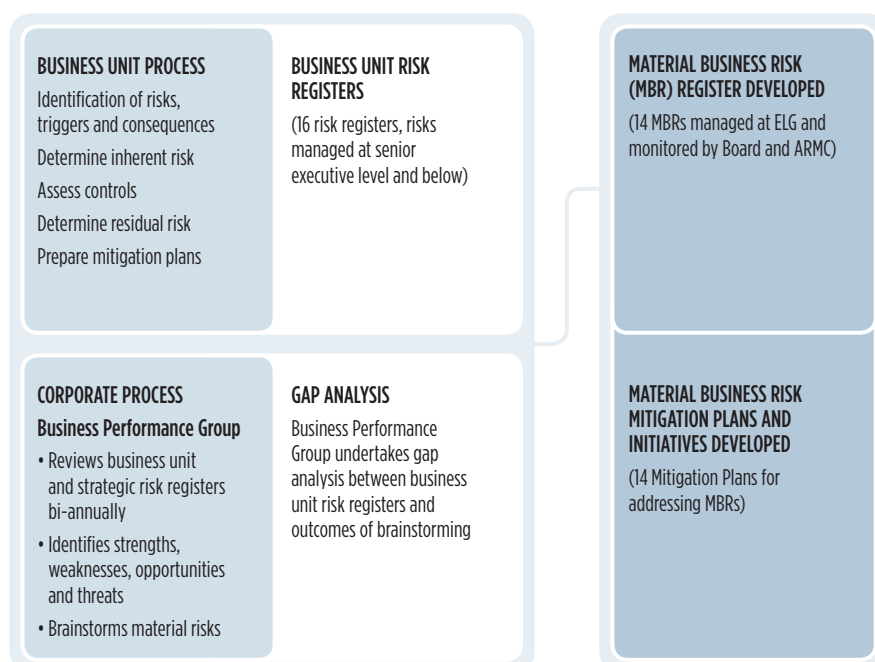 BUSINESS UNIT PROCESS
Identification of risks,
triggers and consequences
Determine inherent risk
Assess controls
Determine residual risk
Prepare mitigation plans
BUSINESS UNIT RISK
REGISTERS
(16 risk registers, risks
managed at senior
executive level and below)
CORPORATE PROCESS
Business Performance Group
• Reviews business unit
and strategic risk registers
bi-annually
• Identifies strengths,
weaknesses, opportunities
and threats
• Brainstorms material risks
GAP ANALYSIS
Business Performance
Group undertakes gap
analysis between business
unit risk registers and
outcomes of brainstorming
MATERIAL BUSINESS RISK
(MBR) REGISTER DEVELOPED
(14 MBRs managed at ELG and
monitored by Board and ARMC)
MATERIAL BUSINESS RISK
MITIGATION PLANS AND
INITIATIVES DEVELOPED
(14 Mitigation Plans for
addressing MBRs)